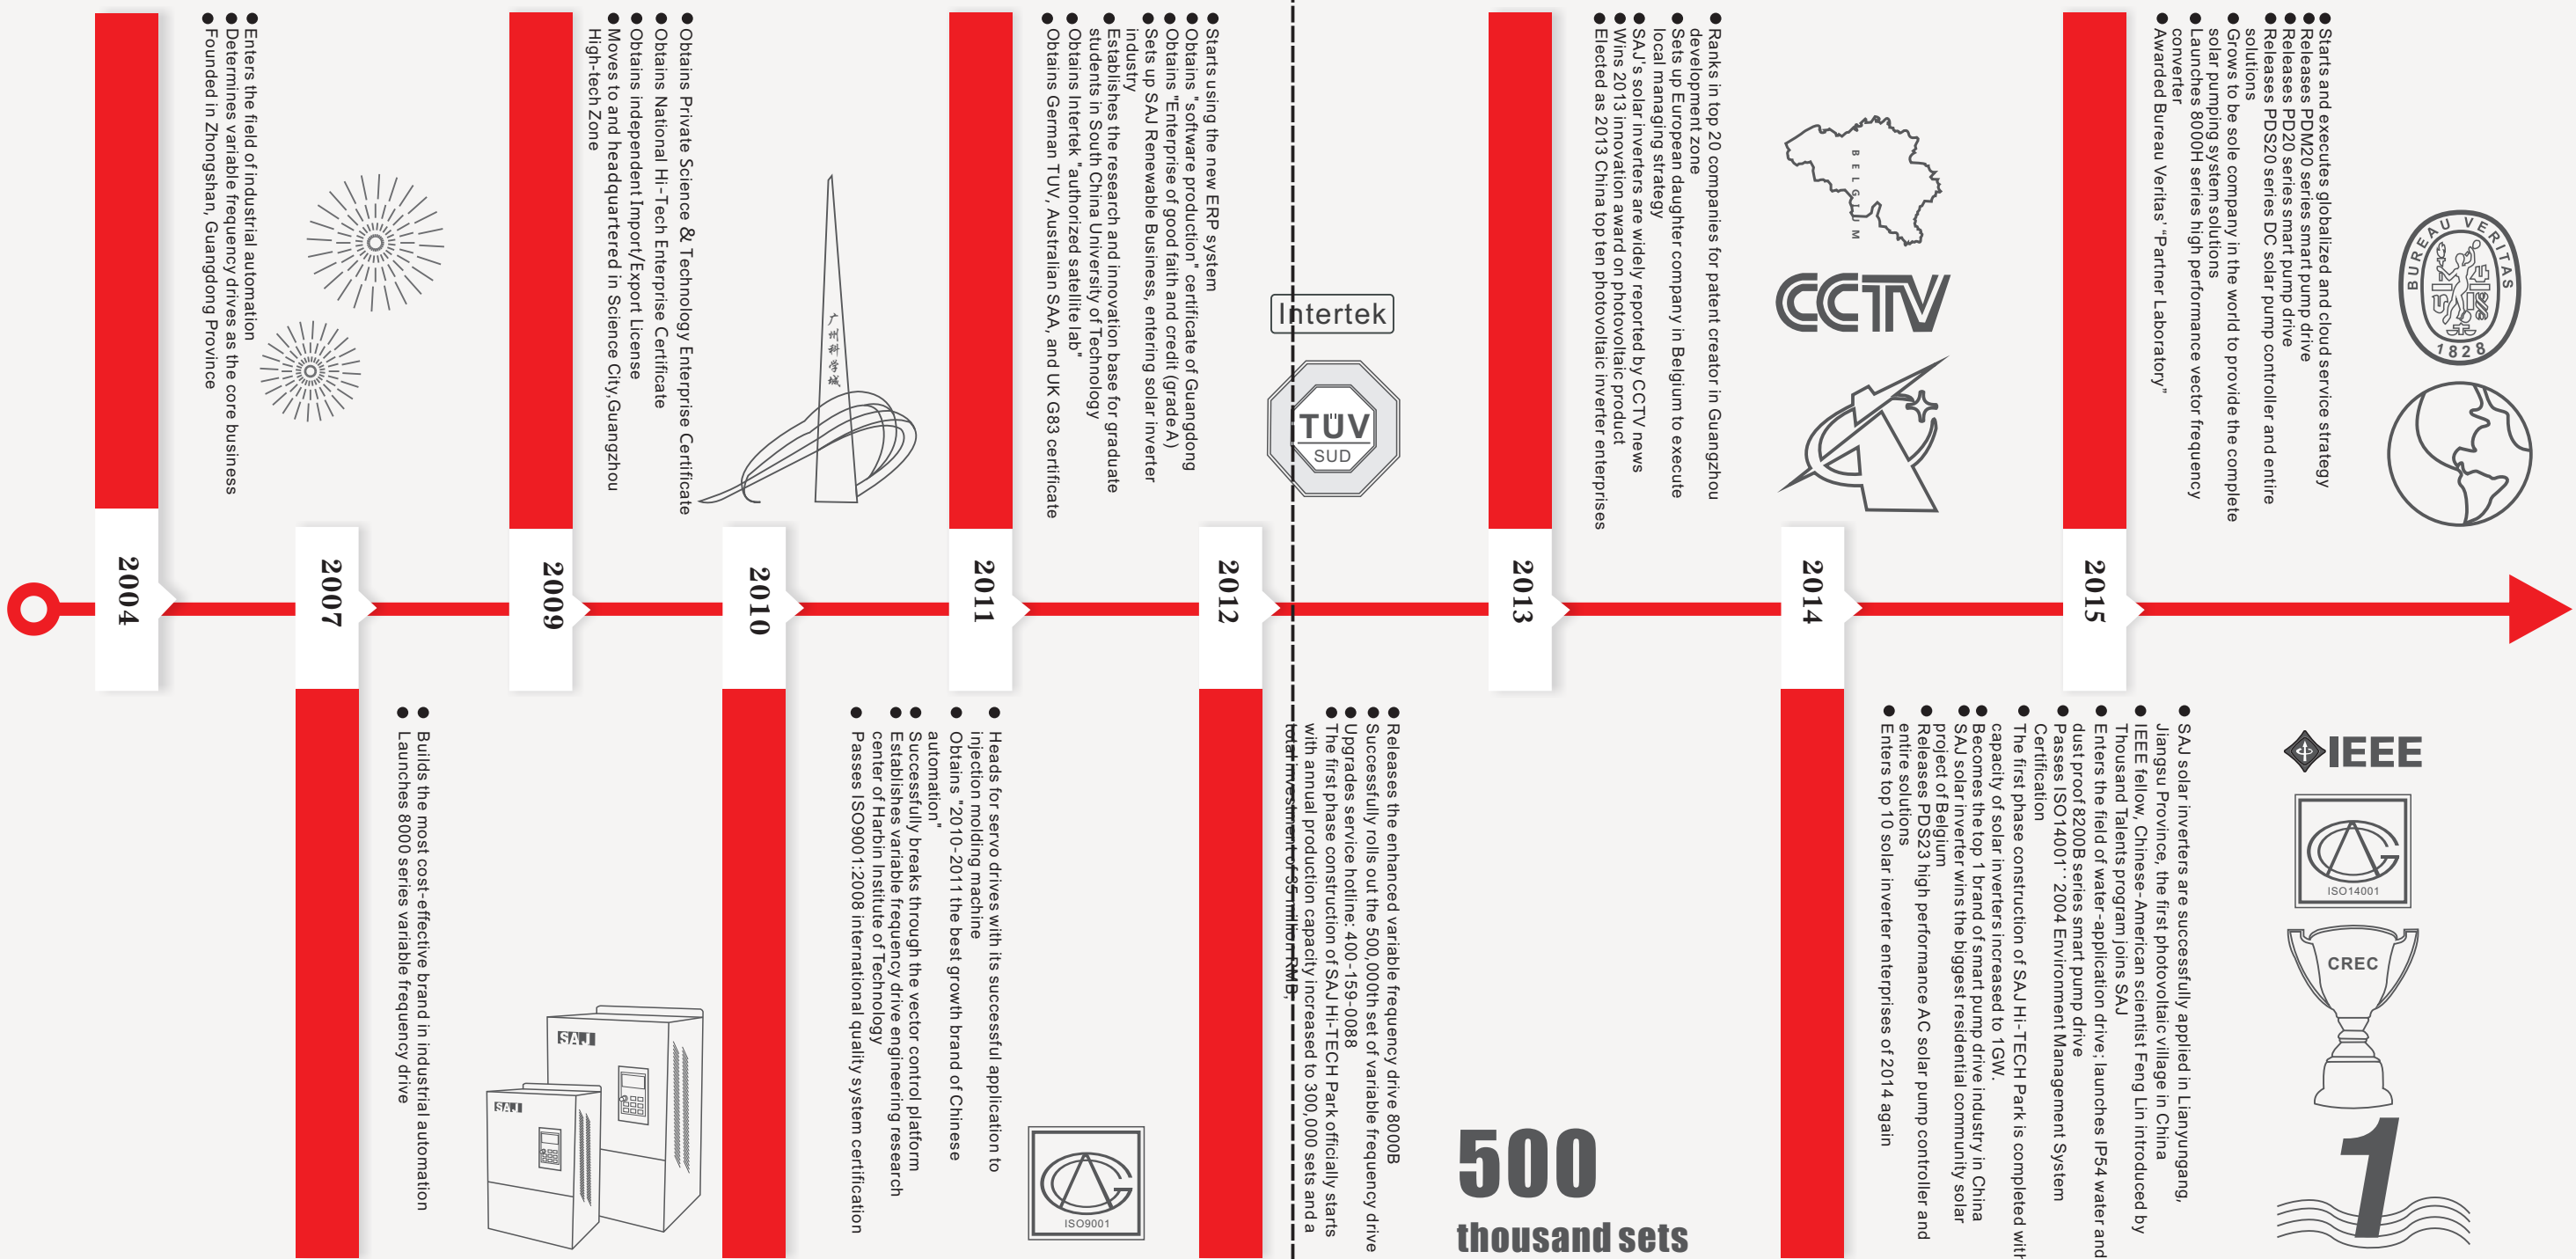 2004
● Enters the field of industrial automation
● Determines variable frequency drives as the core business
● Founded in Zhongshan, Guangdong Province
2007
● Builds the most cost-effective brand in industrial automation
● Launches 8000 series variable frequency drive
SAJ
SAJ
2009
● Obtains Private Science & Technology Enterprise Certificate
● Obtains National Hi-Tech Enterprise Certificate
● Obtains independent Import/Export License
● Moves to and headquartered in Science City,Guangzhou
High-tech Zone
广州科学城
2010
● Heads for servo drives with its successful application to
injection molding machine
● Obtains "2010-2011 the best growth brand of Chinese
automation"
● Successfully breaks through the vector control platform
● Establishes variable frequency drive engineering research
center of Harbin Institute of Technology
● Passes ISO9001:2008 international quality system certification
ISO9001
2011
● Starts using the new ERP system
● Obtains "software production" certificate of Guangdong
● Obtains "Enterprise of good faith and credit (grade A)
● Sets up SAJ Renewable Business, entering solar inverter
industry
● Establishes the research and innovation base for graduate
students in South China University of Technology
● Obtains Intertek "authorized satellite lab"
● Obtains German TUV, Australian SAA, and UK G83 certificate
Intertek
TÜV
SUD
2012
● Releases the enhanced variable frequency drive 8000B
● Successfully rolls out the 500,000th set of variable frequency drive
● Upgrades service hotline: 400-159-0088
● The first phase construction of SAJ Hi-TECH Park officially starts
with annual production capacity increased to 300,000 sets and a
total investment of 85 million RMB,
500
thousand sets
2013
● Ranks in top 20 companies for patent creator in Guangzhou
development zone
● Sets up European daughter company in Belgium to execute
local managing strategy
● SAJ's solar inverters are widely reported by CCTV news
● Wins 2013 innovation award on photovoltaic product
● Elected as 2013 China top ten photovoltaic inverter enterprises
BELGIUM
CCTV
2014
● SAJ solar inverters are successfully applied in Lianyungang,
Jiangsu Province, the first photovoltaic village in China
● IEEE fellow, Chinese-American scientist Feng Lin introduced by
Thousand Talents program joins SAJ
● Enters the field of water-application drive; launches IP54 water and
dust proof 8200B series smart pump drive
● Passes ISO14001'' 2004 Environment Management System
Certification
● The first phase construction of SAJ Hi-TECH Park is completed with
capacity of solar inverters increased to 1GW.
● Becomes the top 1 brand of smart pump drive industry in China
● SAJ solar inverter wins the biggest residential community solar
project of Belgium
● Releases PDS23 high performance AC solar pump controller and
entire solutions
● Enters top 10 solar inverter enterprises of 2014 again
IEEE
ISO14001
CREC
1
2015
● Starts and executes globalized and cloud service strategy
● Releases PDM20 series smart pump drive
● Releases PD20 series smart pump drive
● Releases PDS20 series DC solar pump controller and entire
solutions
● Grows to be sole company in the world to provide the complete
solar pumping system solutions
● Launches 8000H series high performance vector frequency
converter
● Awarded Bureau Veritas' "Partner Laboratory"
BUREAU VERITAS
1828